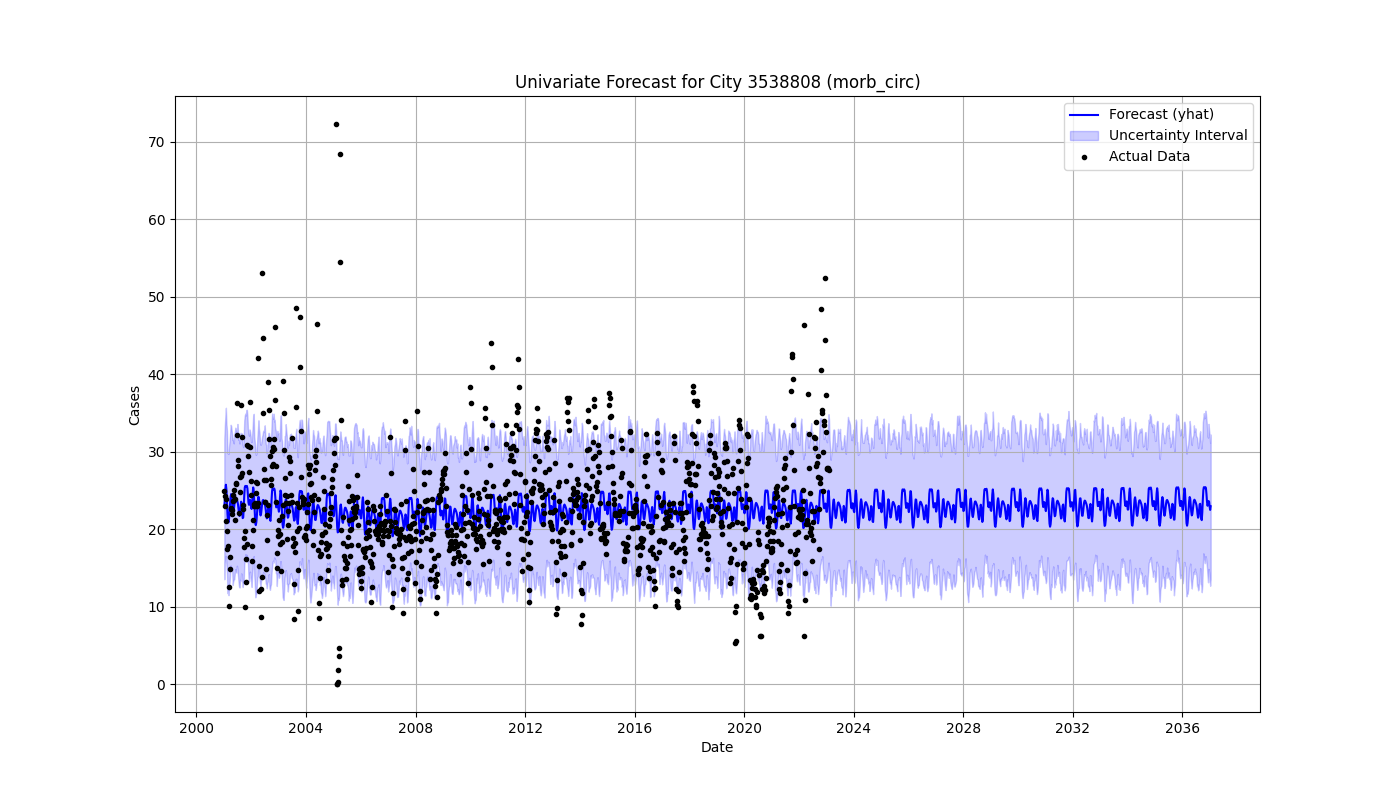 Univariate Forecast for City 3538808 (morb_circ)
Forecast (yhat)
Uncertainty Interval
Actual Data
Cases
70
60
50
40
30
20
10
0
2000 2004 2008 2012 2016 2020 2024 2028 2032 2036
Date